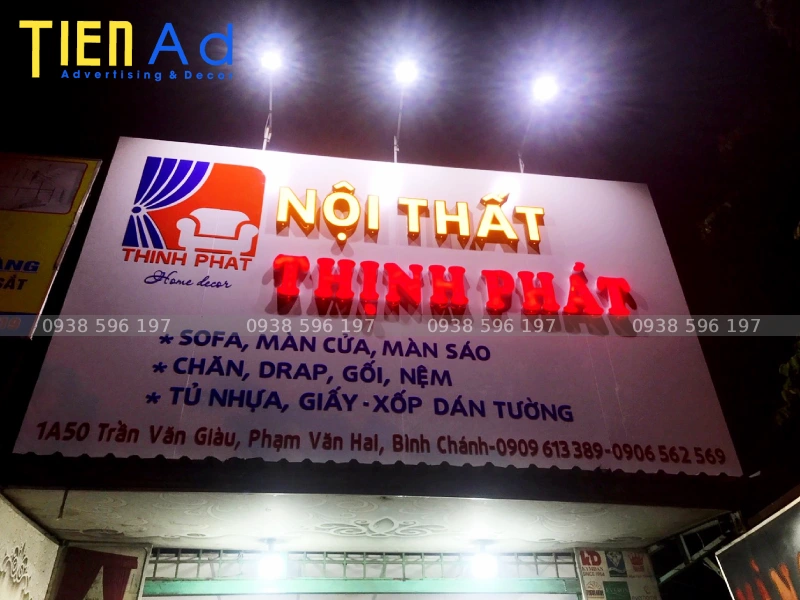 TIEN Ad
Advertising & Decor
NỘI THẤT
THỊNH PHÁT
THINH PHAT
Home decor
0938 596 197 0938 596 197 0938 596 197 0938 596 197
* SOFA, MÀN CỬA, MÀN SÁO
* CHĂN, DRAP, GỐI, NỆM
* TỦ NHỰA, GIẤY - XỐP DÁN TƯỜNG
1A50 Trần Văn Giàu, Phạm Văn Hai, Bình Chánh-0909 613 389-0906 562 569